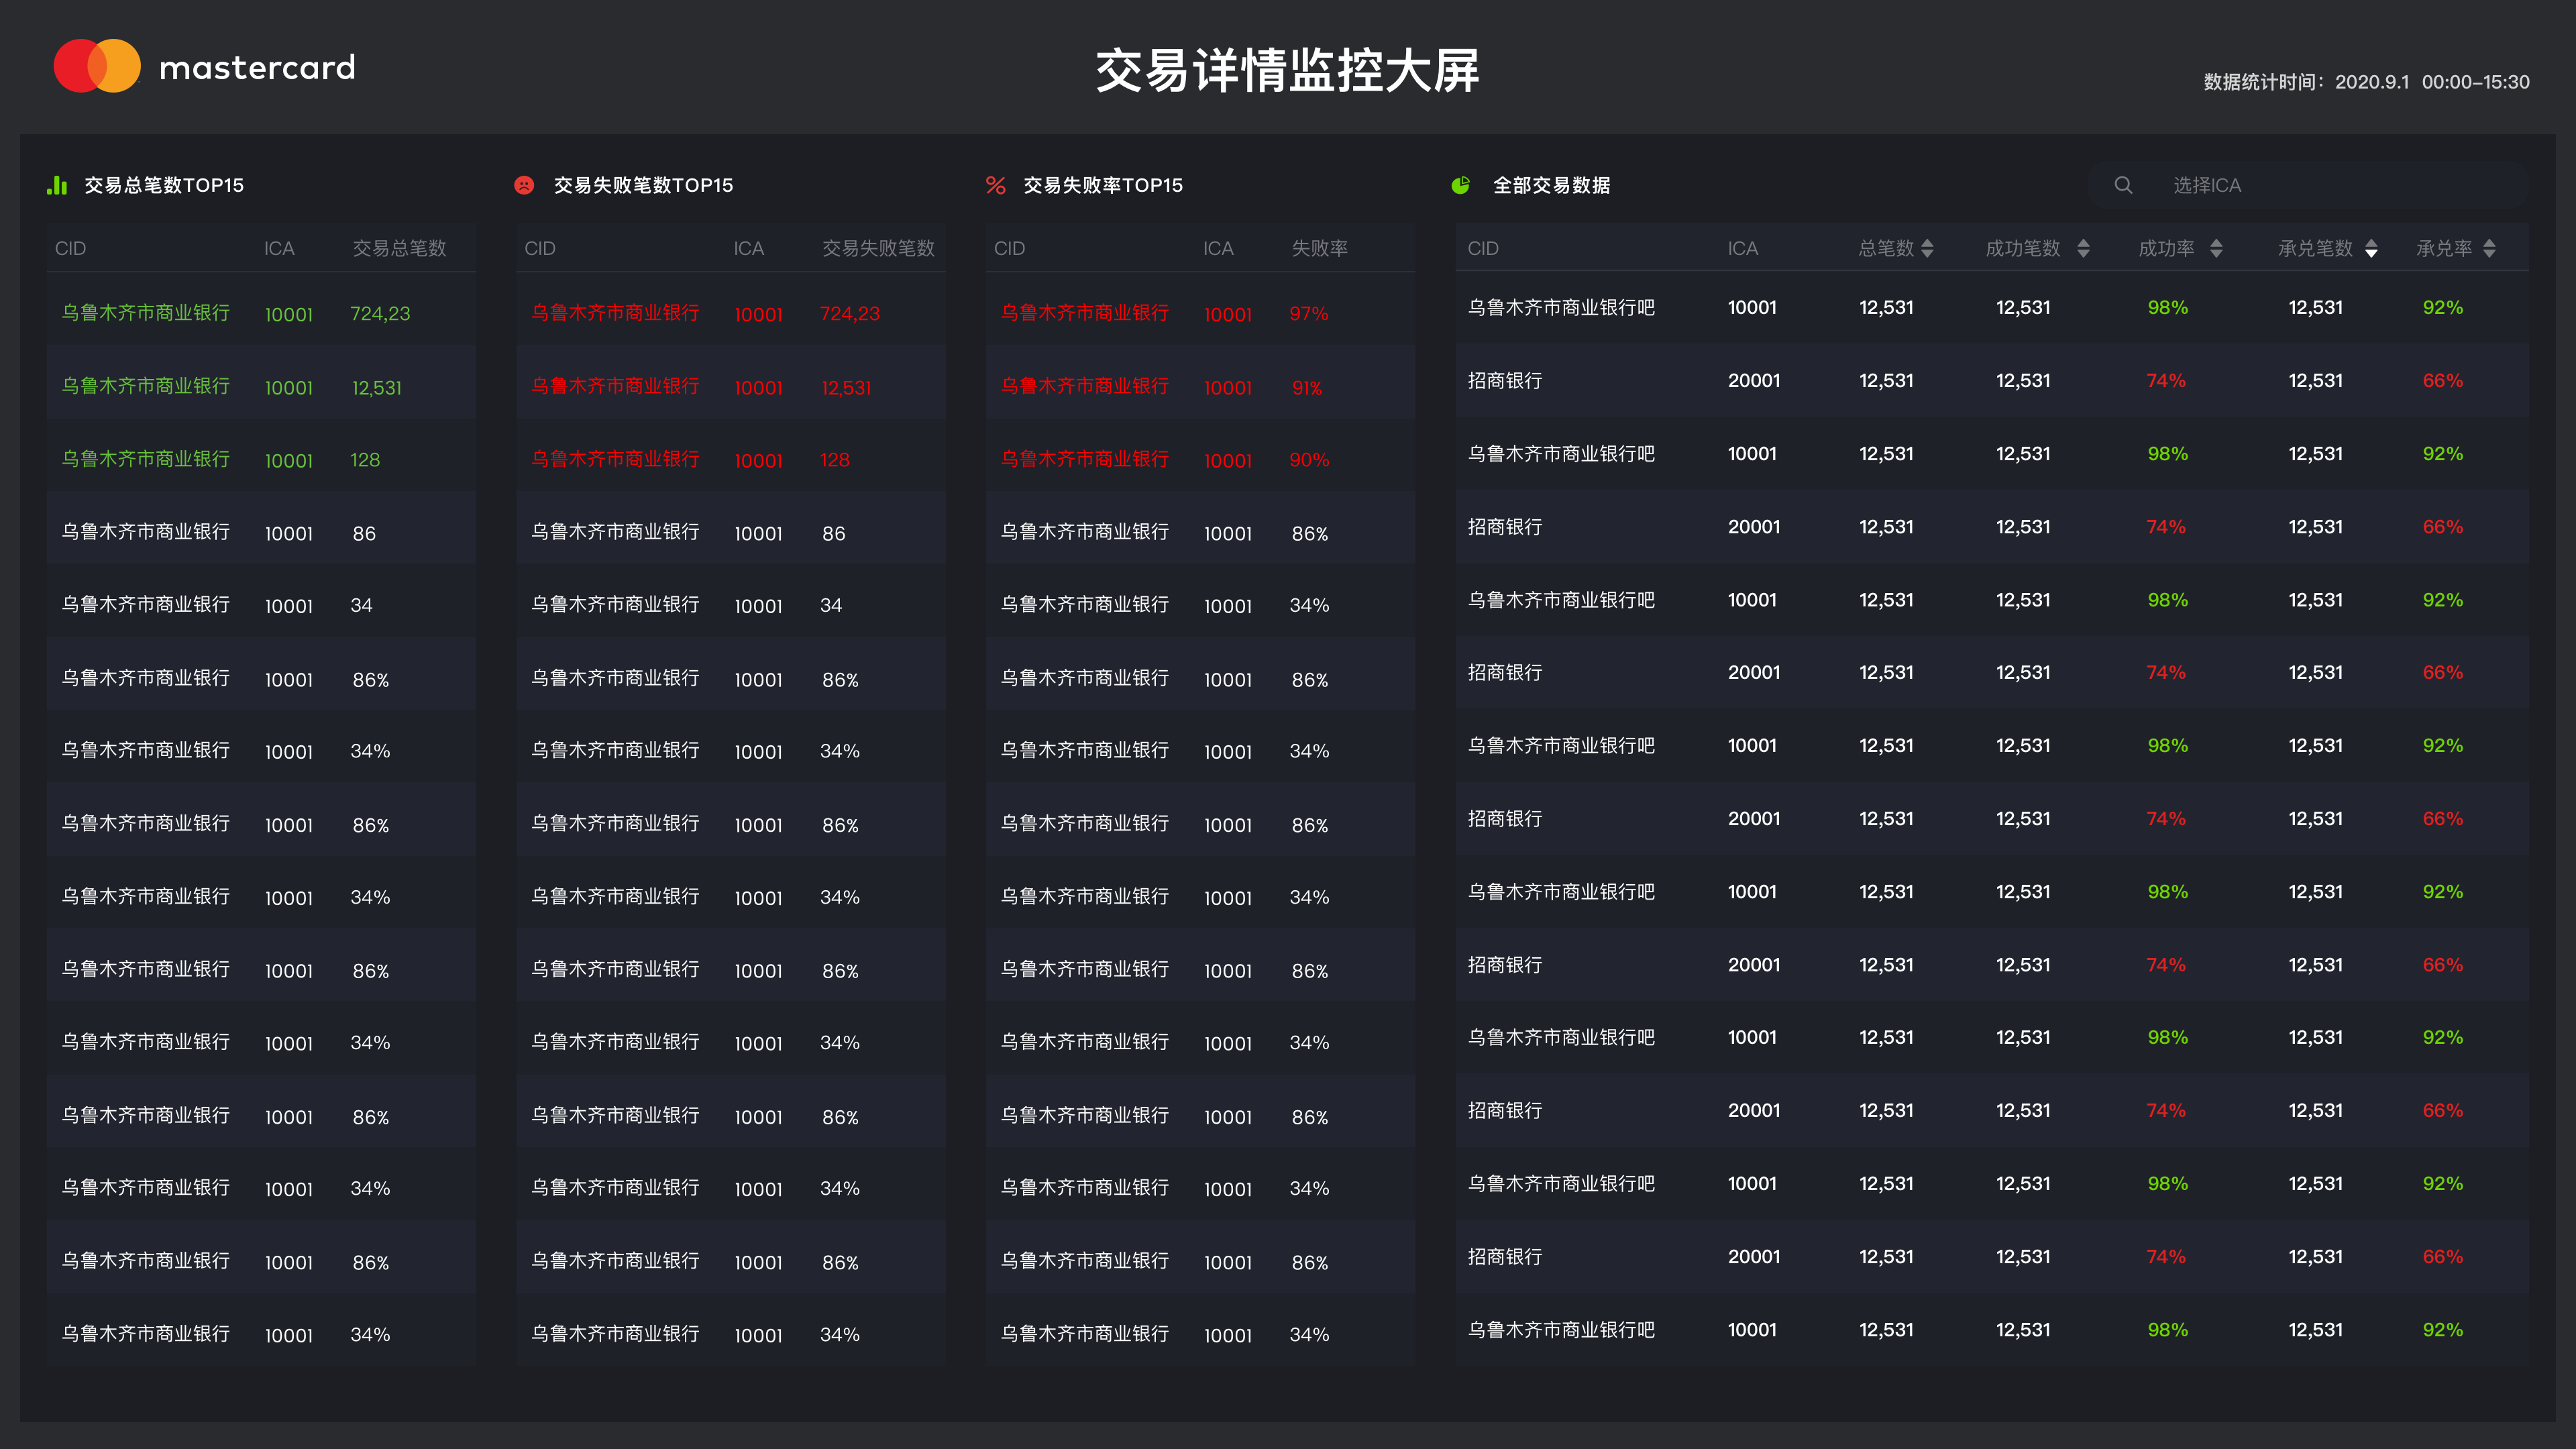 mastercard
交易详情监控大屏
数据统计时间：2020.9.1 00:00-15:30
交易总笔数TOP15
CID ICA 交易总笔数
乌鲁木齐市商业银行 10001 724,23
乌鲁木齐市商业银行 10001 12,531
乌鲁木齐市商业银行 10001 128
乌鲁木齐市商业银行 10001 86
乌鲁木齐市商业银行 10001 34
乌鲁木齐市商业银行 10001 86%
乌鲁木齐市商业银行 10001 34%
乌鲁木齐市商业银行 10001 86%
乌鲁木齐市商业银行 10001 34%
乌鲁木齐市商业银行 10001 86%
乌鲁木齐市商业银行 10001 34%
乌鲁木齐市商业银行 10001 86%
乌鲁木齐市商业银行 10001 34%
乌鲁木齐市商业银行 10001 86%
乌鲁木齐市商业银行 10001 34%
交易失败笔数TOP15
CID ICA 交易失败笔数
乌鲁木齐市商业银行 10001 724,23
乌鲁木齐市商业银行 10001 12,531
乌鲁木齐市商业银行 10001 128
乌鲁木齐市商业银行 10001 86
乌鲁木齐市商业银行 10001 34
乌鲁木齐市商业银行 10001 86%
乌鲁木齐市商业银行 10001 34%
乌鲁木齐市商业银行 10001 86%
乌鲁木齐市商业银行 10001 34%
乌鲁木齐市商业银行 10001 86%
乌鲁木齐市商业银行 10001 34%
乌鲁木齐市商业银行 10001 86%
乌鲁木齐市商业银行 10001 34%
乌鲁木齐市商业银行 10001 86%
乌鲁木齐市商业银行 10001 34%
交易失败率TOP15
CID ICA 失败率
乌鲁木齐市商业银行 10001 97%
乌鲁木齐市商业银行 10001 91%
乌鲁木齐市商业银行 10001 90%
乌鲁木齐市商业银行 10001 86%
乌鲁木齐市商业银行 10001 34%
乌鲁木齐市商业银行 10001 86%
乌鲁木齐市商业银行 10001 34%
乌鲁木齐市商业银行 10001 86%
乌鲁木齐市商业银行 10001 34%
乌鲁木齐市商业银行 10001 86%
乌鲁木齐市商业银行 10001 34%
乌鲁木齐市商业银行 10001 86%
乌鲁木齐市商业银行 10001 34%
乌鲁木齐市商业银行 10001 86%
乌鲁木齐市商业银行 10001 34%
全部交易数据
选择ICA
CID ICA 总笔数 成功笔数 成功率 承兑笔数 承兑率
乌鲁木齐市商业银行吧 10001 12,531 12,531 98% 12,531 92%
招商银行 20001 12,531 12,531 74% 12,531 66%
乌鲁木齐市商业银行吧 10001 12,531 12,531 98% 12,531 92%
招商银行 20001 12,531 12,531 74% 12,531 66%
乌鲁木齐市商业银行吧 10001 12,531 12,531 98% 12,531 92%
招商银行 20001 12,531 12,531 74% 12,531 66%
乌鲁木齐市商业银行吧 10001 12,531 12,531 98% 12,531 92%
招商银行 20001 12,531 12,531 74% 12,531 66%
乌鲁木齐市商业银行吧 10001 12,531 12,531 98% 12,531 92%
招商银行 20001 12,531 12,531 74% 12,531 66%
乌鲁木齐市商业银行吧 10001 12,531 12,531 98% 12,531 92%
招商银行 20001 12,531 12,531 74% 12,531 66%
乌鲁木齐市商业银行吧 10001 12,531 12,531 98% 12,531 92%
招商银行 20001 12,531 12,531 74% 12,531 66%
乌鲁木齐市商业银行吧 10001 12,531 12,531 98% 12,531 92%